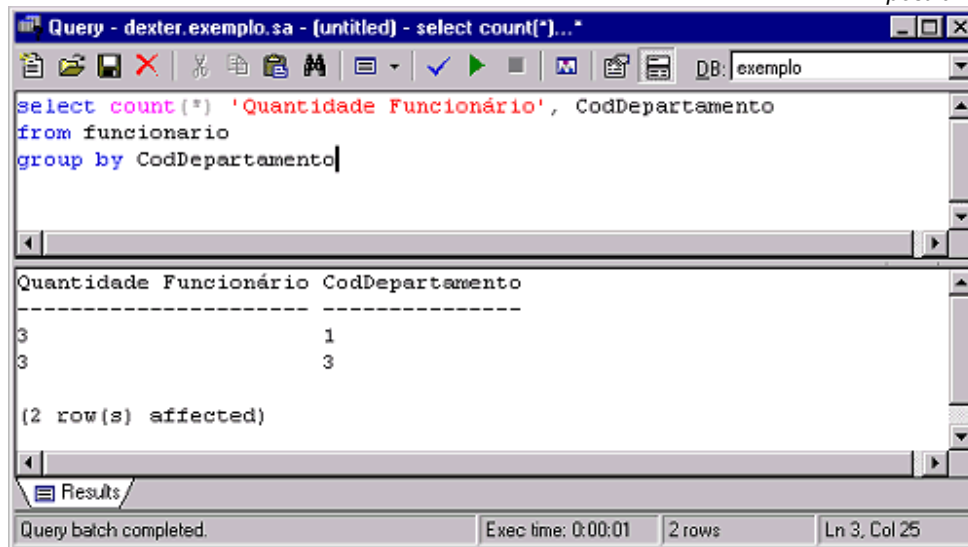 Query - dexter.exemplo.sa - (untitled) - select count(*)...*
DB: exemplo
select count(*) 'Quantidade Funcionário', CodDepartamento
from funcionario
group by CodDepartamento
Quantidade Funcionário CodDepartamento
---------------------- ---------------
3 1
3 3
(2 row(s) affected)
Results
Query batch completed. Exec time: 0:00:01 2 rows Ln 3, Col 25